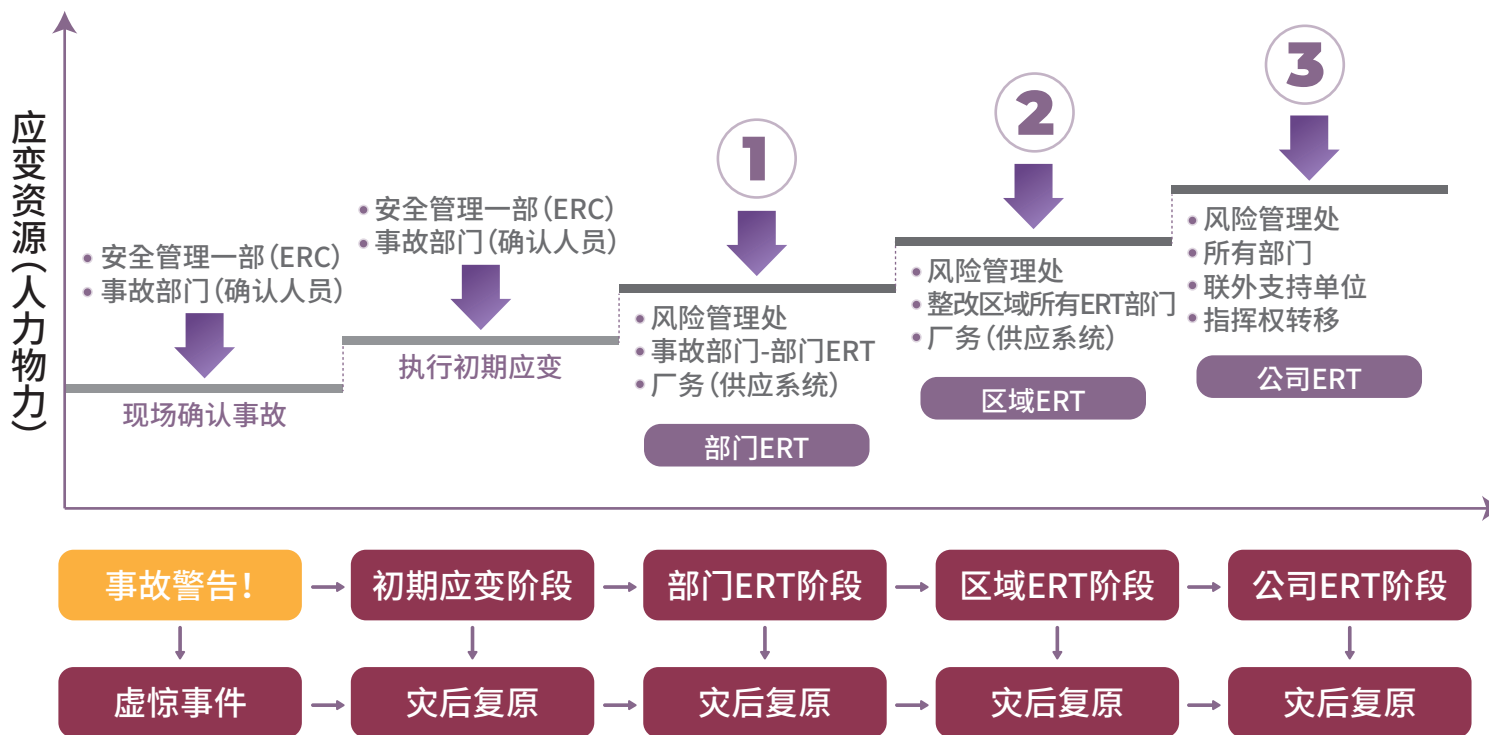 应变资源(人力物力)
• 安全管理一部(ERC)
• 事故部门(确认人员)
现场确认事故
• 安全管理一部(ERC)
• 事故部门(确认人员)
执行初期应变
1
• 风险管理处
• 事故部门-部门ERT
• 厂务(供应系统)
部门ERT
2
• 风险管理处
• 整改区域所有ERT部门
• 厂务(供应系统)
区域ERT
3
• 风险管理处
• 所有部门
• 联外支持单位
• 指挥权转移
公司ERT
事故警告!
初期应变阶段
部门ERT阶段
区域ERT阶段
公司ERT阶段
虚惊事件
灾后复原
灾后复原
灾后复原
灾后复原